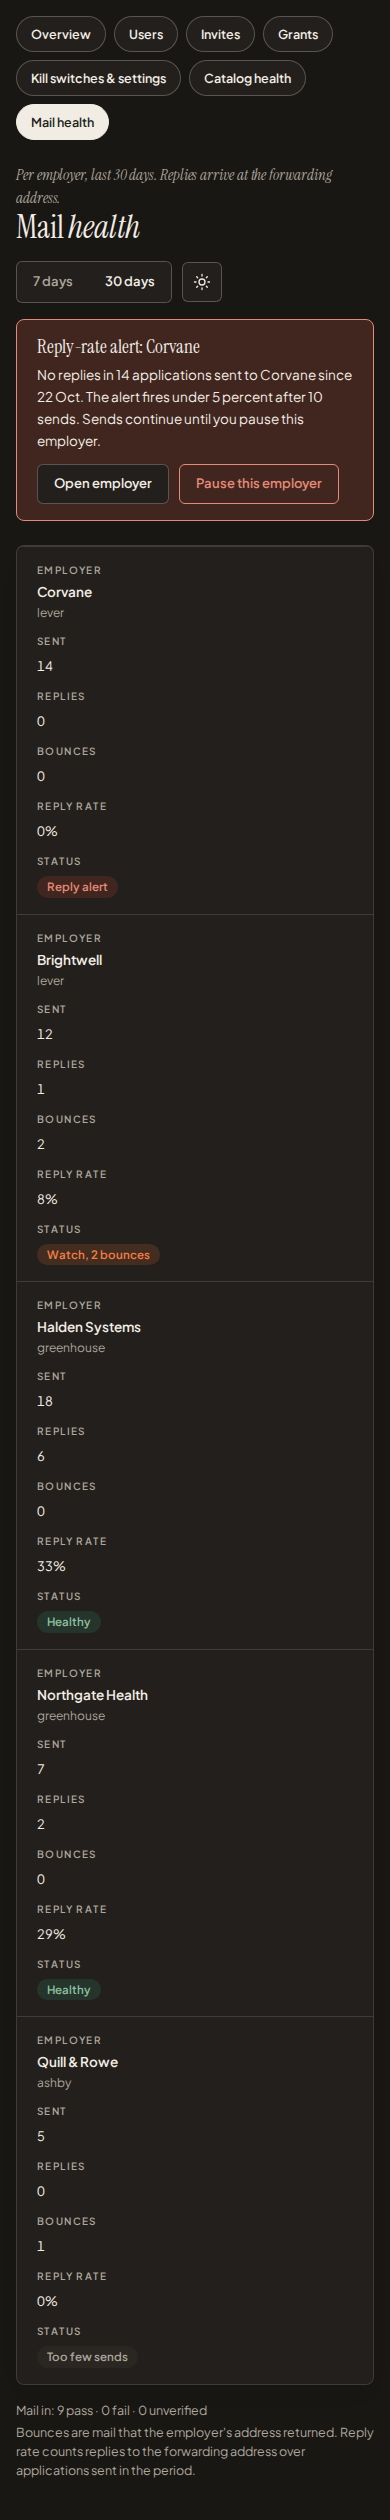 Overview Users Invites Grants
Kill switches & settings Catalog health
Mail health
Per employer, last 30 days. Replies arrive at the forwarding
address.
Mail health
7 days 30 days
Reply-rate alert: Corvane
No replies in 14 applications sent to Corvane since
22 Oct. The alert fires under 5 percent after 10
sends. Sends continue until you pause this
employer.
Open employer Pause this employer
EMPLOYER
Corvane
lever
SENT
14
REPLIES
0
BOUNCES
0
REPLY RATE
0%
STATUS
Reply alert
EMPLOYER
Brightwell
lever
SENT
12
REPLIES
1
BOUNCES
2
REPLY RATE
8%
STATUS
Watch, 2 bounces
EMPLOYER
Halden Systems
greenhouse
SENT
18
REPLIES
6
BOUNCES
0
REPLY RATE
33%
STATUS
Healthy
EMPLOYER
Northgate Health
greenhouse
SENT
7
REPLIES
2
BOUNCES
0
REPLY RATE
29%
STATUS
Healthy
EMPLOYER
Quill & Rowe
ashby
SENT
5
REPLIES
0
BOUNCES
1
REPLY RATE
0%
STATUS
Too few sends
Mail in: 9 pass · 0 fail · 0 unverified
Bounces are mail that the employer's address returned. Reply
rate counts replies to the forwarding address over
applications sent in the period.